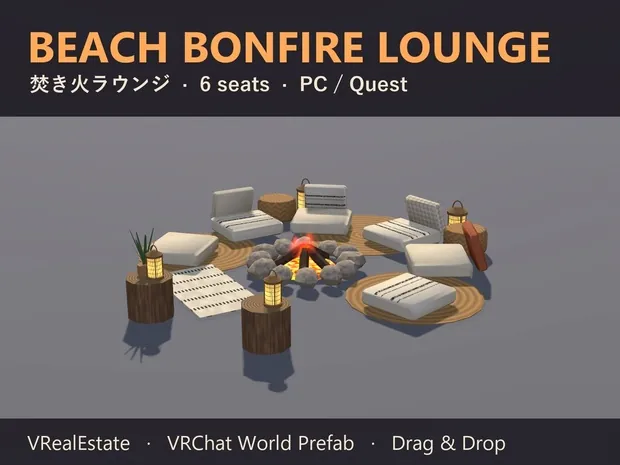 BEACH BONFIRE LOUNGE
焚き火ラウンジ · 6 seats · PC / Quest
VRealEstate · VRChat World Prefab · Drag & Drop